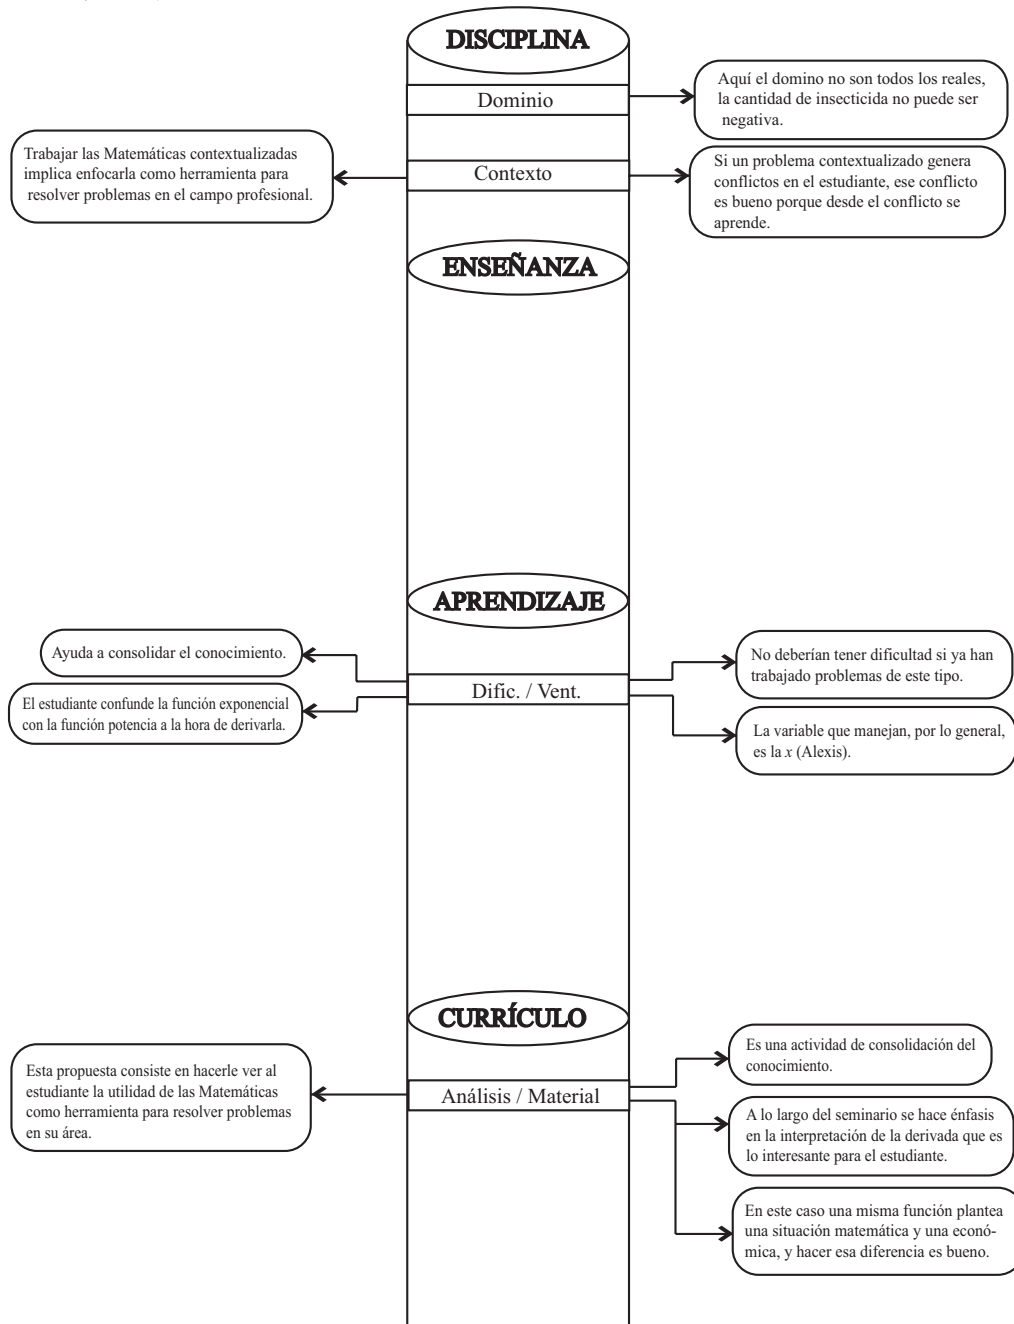 DISCIPLINA
Dominio
Aquí el domino no son todos los reales,
la cantidad de insecticida no puede ser
negativa.
Trabajar las Matemáticas contextualizadas
implica enfocarla como herramienta para
resolver problemas en el campo profesional.
Contexto
Si un problema contextualizado genera
conflictos en el estudiante, ese conflicto
es bueno porque desde el conflicto se
aprende.
ENSEÑANZA
APRENDIZAJE
Ayuda a consolidar el conocimiento.
El estudiante confunde la función exponencial
con la función potencia a la hora de derivarla.
Dific. / Vent.
No deberían tener dificultad si ya han
trabajado problemas de este tipo.
La variable que manejan, por lo general,
es la x (Alexis).
CURRÍCULO
Esta propuesta consiste en hacerle ver al
estudiante la utilidad de las Matemáticas
como herramienta para resolver problemas
en su área.
Análisis / Material
Es una actividad de consolidación del
conocimiento.
A lo largo del seminario se hace énfasis
en la interpretación de la derivada que es
lo interesante para el estudiante.
En este caso una misma función plantea
una situación matemática y una econó-
mica, y hacer esa diferencia es bueno.